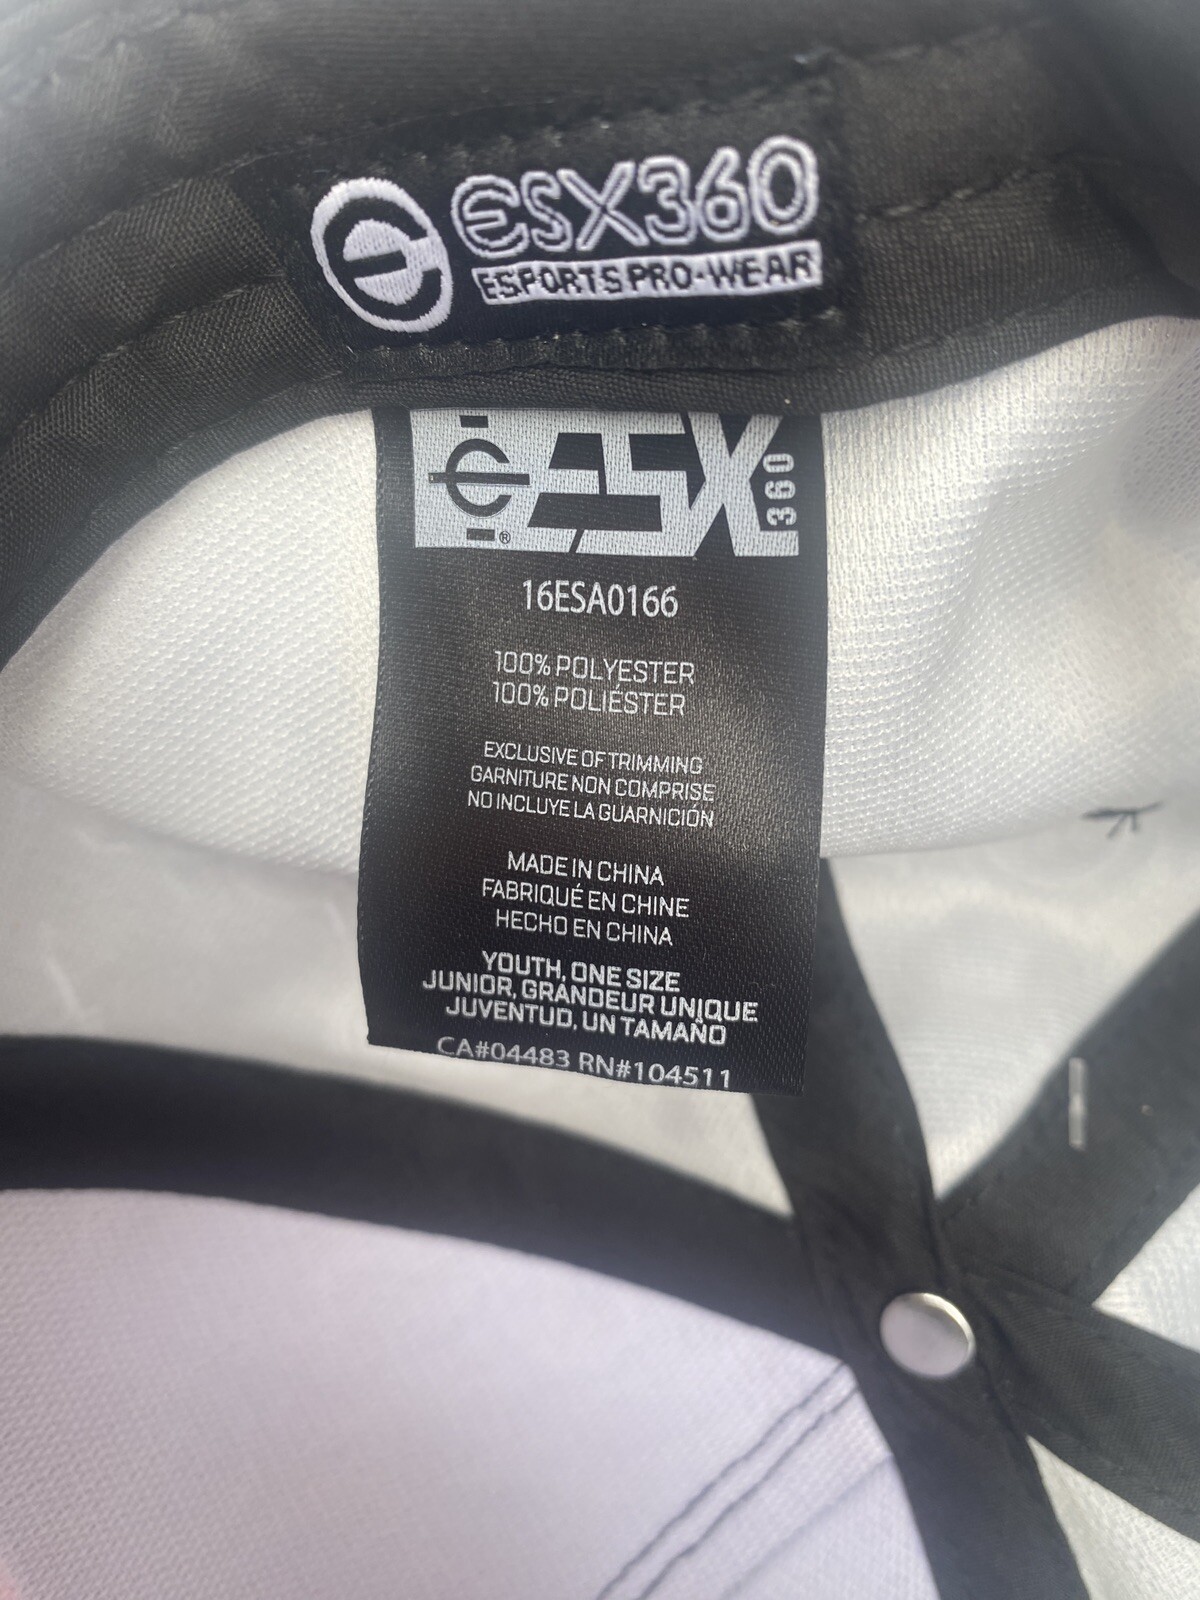 ESX360
ESPORTS PRO-WEAR
ESX 360
®
16ESA0166
100% POLYESTER
100% POLIÉSTER
EXCLUSIVE OF TRIMMING
GARNITURE NON COMPRISE
NO INCLUYE LA GUARNICIÓN
MADE IN CHINA
FABRIQUÉ EN CHINE
HECHO EN CHINA
YOUTH, ONE SIZE
JUNIOR, GRANDEUR UNIQUE
JUVENTUD, UN TAMAÑO
CA#04483 RN#104511